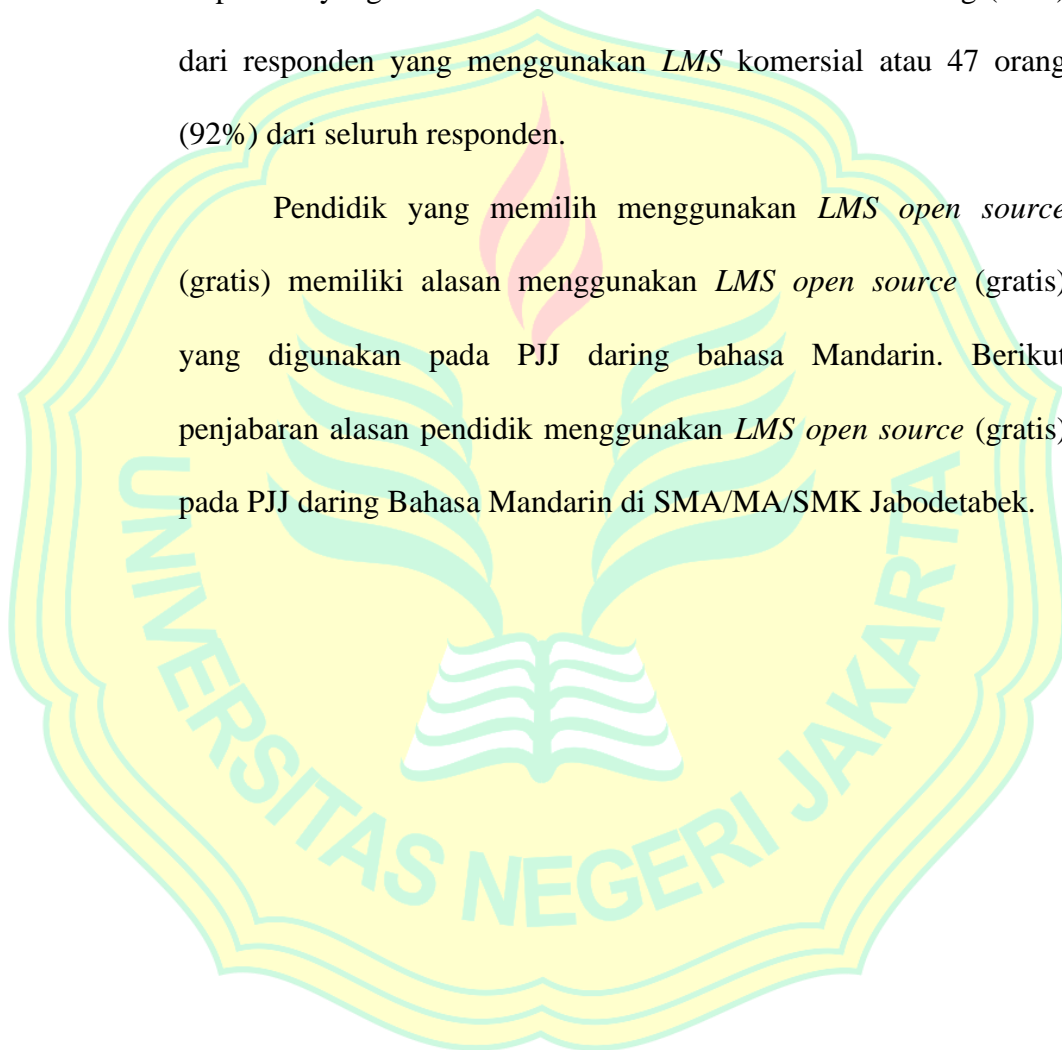 dari responden yang menggunakan LMS komersial atau 47 orang
(92%) dari seluruh responden.
Pendidik yang memilih menggunakan LMS open source
(gratis) memiliki alasan menggunakan LMS open source (gratis)
yang digunakan pada PJJ daring bahasa Mandarin. Berikut
penjabaran alasan pendidik menggunakan LMS open source (gratis)
pada PJJ daring Bahasa Mandarin di SMA/MA/SMK Jabodetabek.
UNIVERSITAS NEGERI JAKARTA